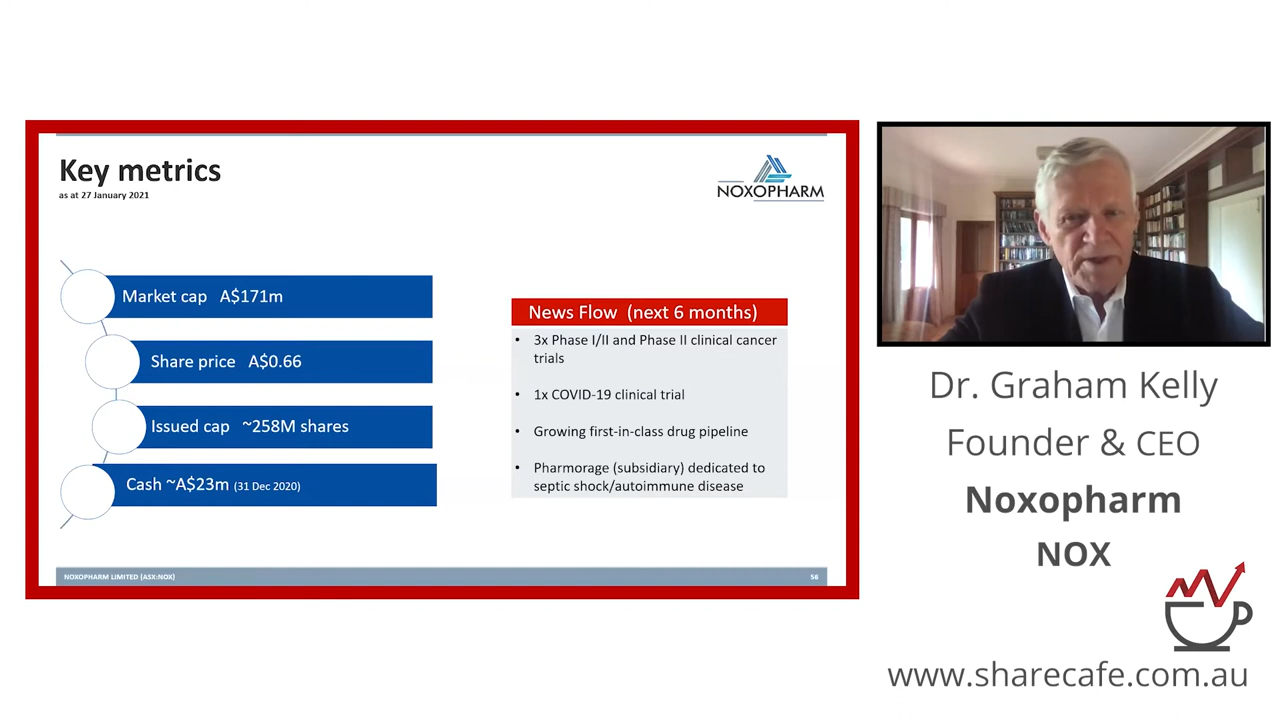 Key metrics
as at 27 January 2021
NOXOPHARM
Market cap A$171m
Share price A$0.66
Issued cap ~258M shares
Cash ~A$23m (31 Dec 2020)
News Flow (next 6 months)
• 3x Phase I/II and Phase II clinical cancer
trials
• 1x COVID-19 clinical trial
• Growing first-in-class drug pipeline
• Pharmorage (subsidiary) dedicated to
septic shock/autoimmune disease
NOXOPHARM LIMITED (ASX:NOX)
56
Dr. Graham Kelly
Founder & CEO
Noxopharm
NOX
www.sharecafe.com.au